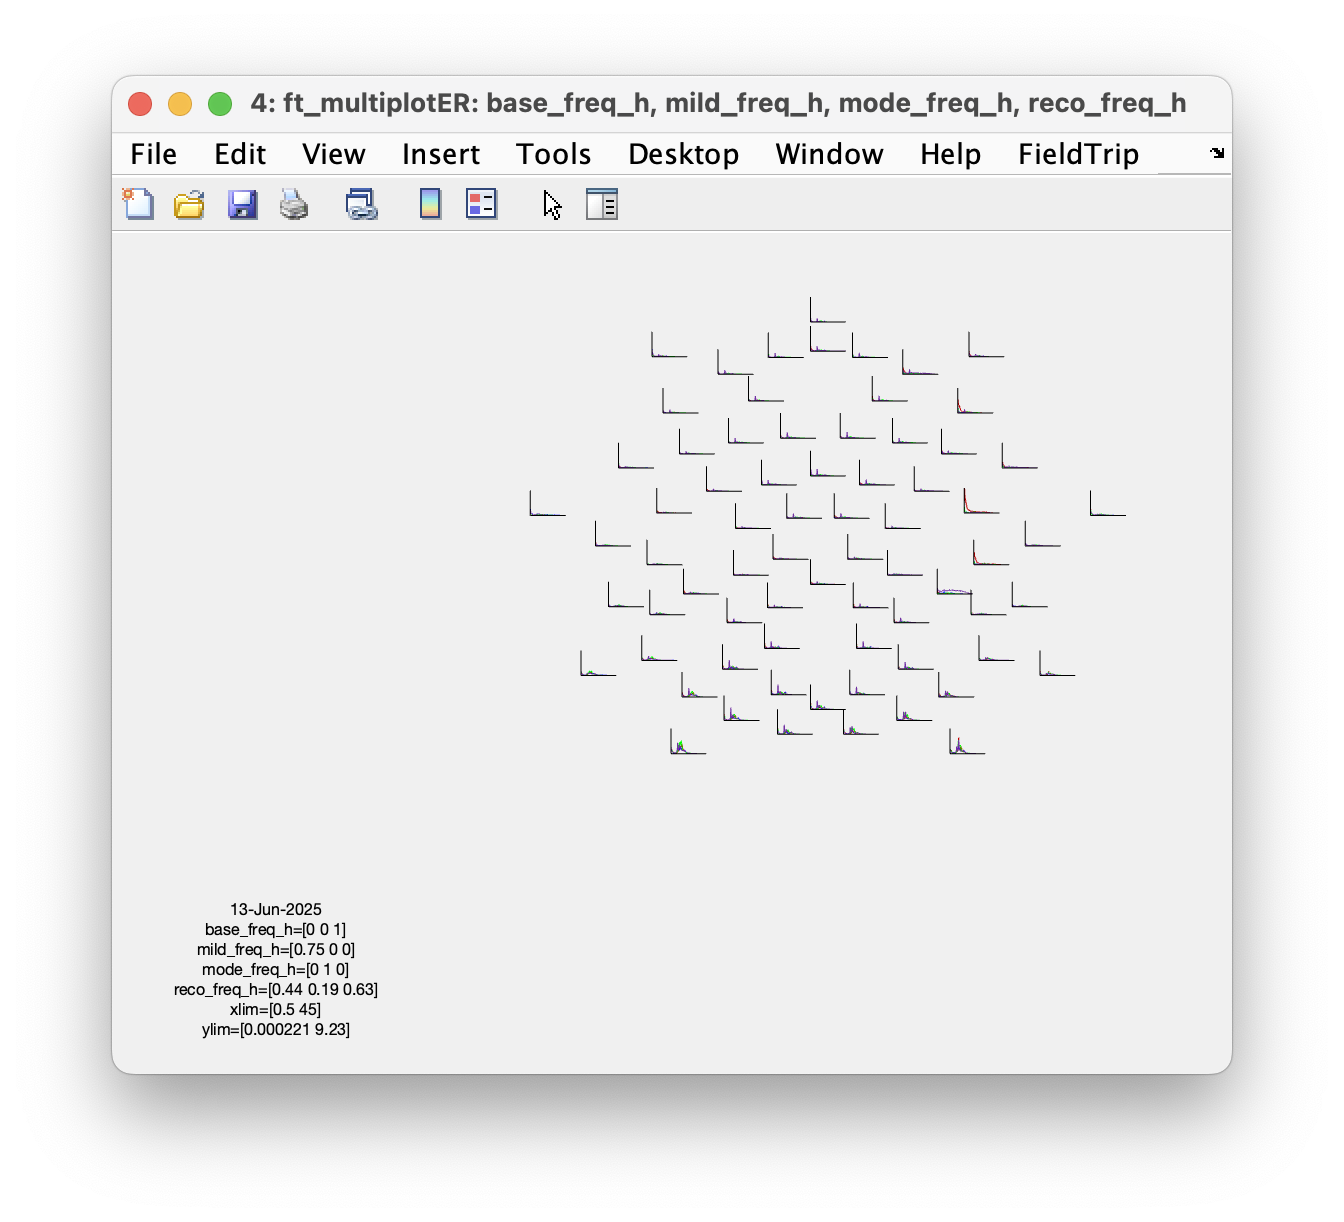 4: ft_multiplotER: base_freq_h, mild_freq_h, mode_freq_h, reco_freq_h
File Edit View Insert Tools Desktop Window Help FieldTrip
13-Jun-2025
base_freq_h=[0 0 1]
mild_freq_h=[0.75 0 0]
mode_freq_h=[0 1 0]
reco_freq_h=[0.44 0.19 0.63]
xlim=[0.5 45]
ylim=[0.000221 9.23]